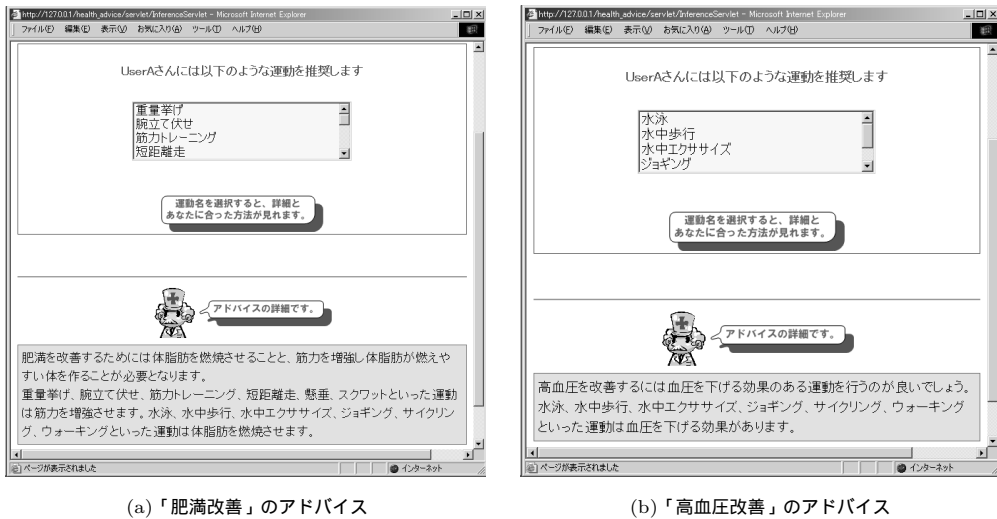 http://127.0.0.1/health_advice/servlet/InferenceServlet - Microsoft Internet Explorer
ファイル(F) 編集(E) 表示(V) お気に入り(A) ツール(T) ヘルプ(H)
UserAさんには以下のような運動を推奨します
重量挙げ
腕立て伏せ
筋力トレーニング
短距離走
運動名を選択すると、詳細と
あなたに合った方法が見れます。
アドバイスの詳細です。
肥満を改善するためには体脂肪を燃焼させることと、筋力を増強し体脂肪が燃えや
すい体を作ることが必要となります。
重量挙げ、腕立て伏せ、筋力トレーニング、短距離走、懸垂、スクワットといった運動
は筋力を増強させます。水泳、水中歩行、水中エクササイズ、ジョギング、サイクリン
グ、ウォーキングといった運動は体脂肪を燃焼させます。
ページが表示されました
インターネット
(a)「肥満改善」のアドバイス
http://127.0.0.1/health_advice/servlet/InferenceServlet - Microsoft Internet Explorer
ファイル(F) 編集(E) 表示(V) お気に入り(A) ツール(T) ヘルプ(H)
UserAさんには以下のような運動を推奨します
水泳
水中歩行
水中エクササイズ
ジョギング
運動名を選択すると、詳細と
あなたに合った方法が見れます。
アドバイスの詳細です。
高血圧を改善するには血圧を下げる効果のある運動を行うのが良いでしょう。
水泳、水中歩行、水中エクササイズ、ジョギング、サイクリング、ウォーキング
といった運動は血圧を下げる効果があります。
ページが表示されました
インターネット
(b)「高血圧改善」のアドバイス